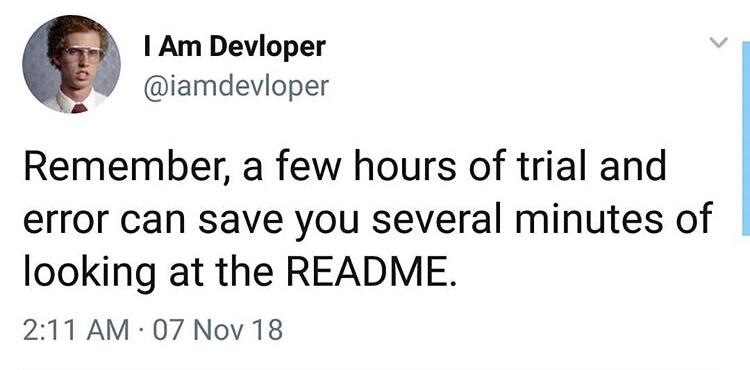 I Am Devloper
@iamdevloper
Remember, a few hours of trial and
error can save you several minutes of
looking at the README.
2:11 AM · 07 Nov 18